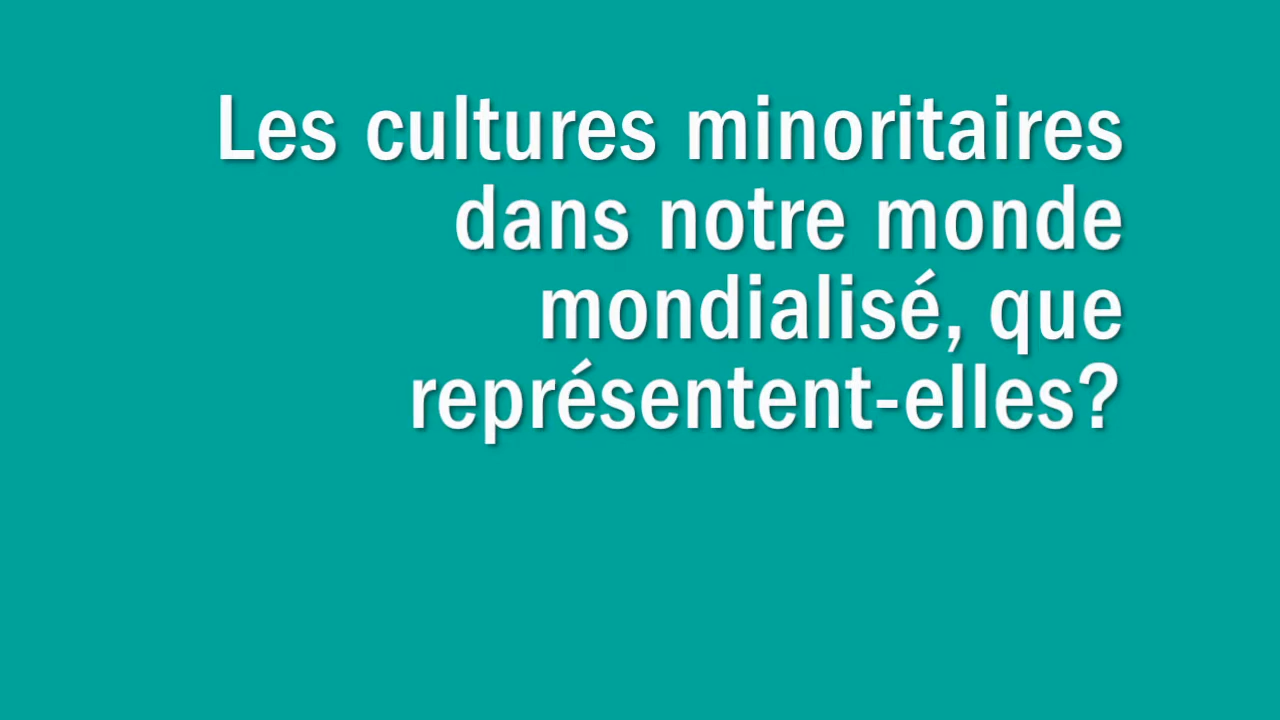 Les cultures minoritaires
dans notre monde
mondialisé, que
représentent-elles?